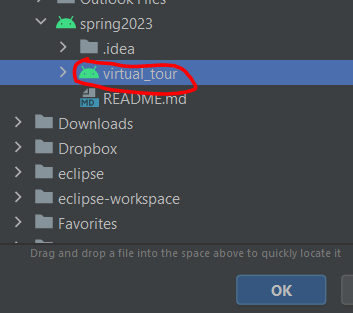 Outlook Files
spring2023
.idea
virtual_tour
MD
README.md
Downloads
Dropbox
eclipse
eclipse-workspace
Favorites
Drag and drop a file into the space above to quickly locate it
OK